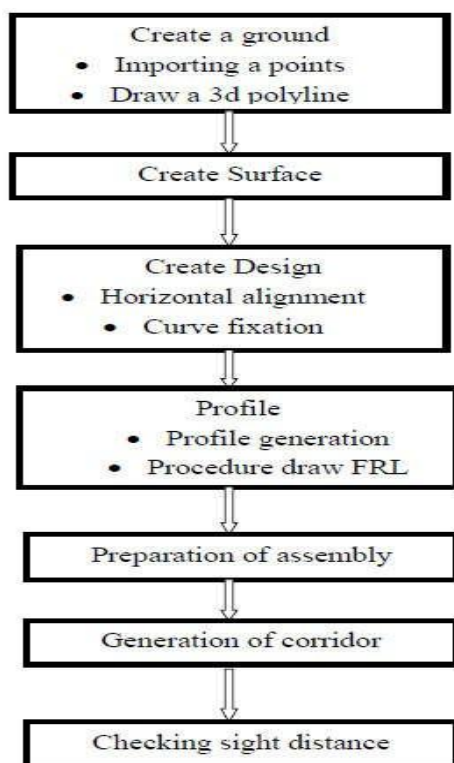 Create a ground
• Importing a points
• Draw a 3d polyline
Create Surface
Create Design
• Horizontal alignment
• Curve fixation
Profile
• Profile generation
• Procedure draw FRL
Preparation of assembly
Generation of corridor
Checking sight distance